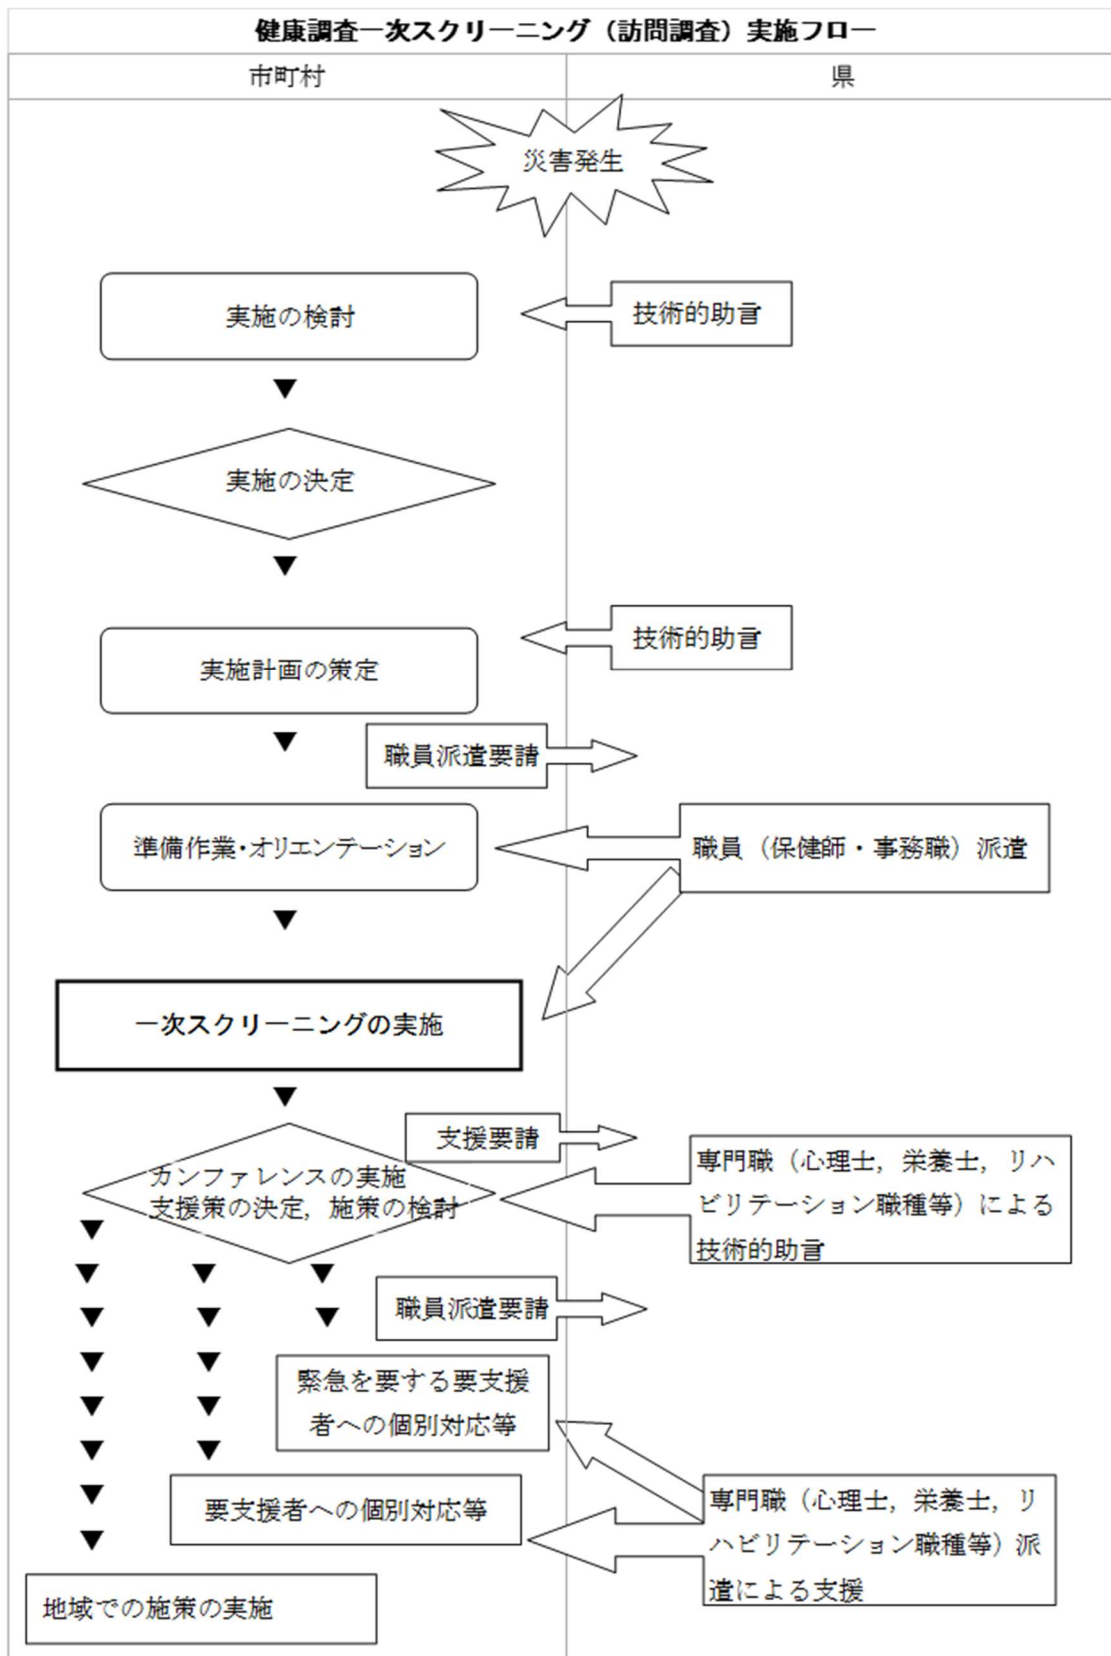 健康調査一次スクリーニング（訪問調査）実施フロー
市町村
県
災害発生
実施の検討
技術的助言
実施の決定
技術的助言
実施計画の策定
職員派遣要請
準備作業・オリエンテーション
職員（保健師・事務職）派遣
一次スクリーニングの実施
支援要請
カンファレンスの実施
支援策の決定，施策の検討
専門職（心理士，栄養士，リハ
ビリテーション職種等）による
技術的助言
職員派遣要請
緊急を要する要支援
者への個別対応等
要支援者への個別対応等
専門職（心理士，栄養士，リ
ハビリテーション職種等）派
遣による支援
地域での施策の実施